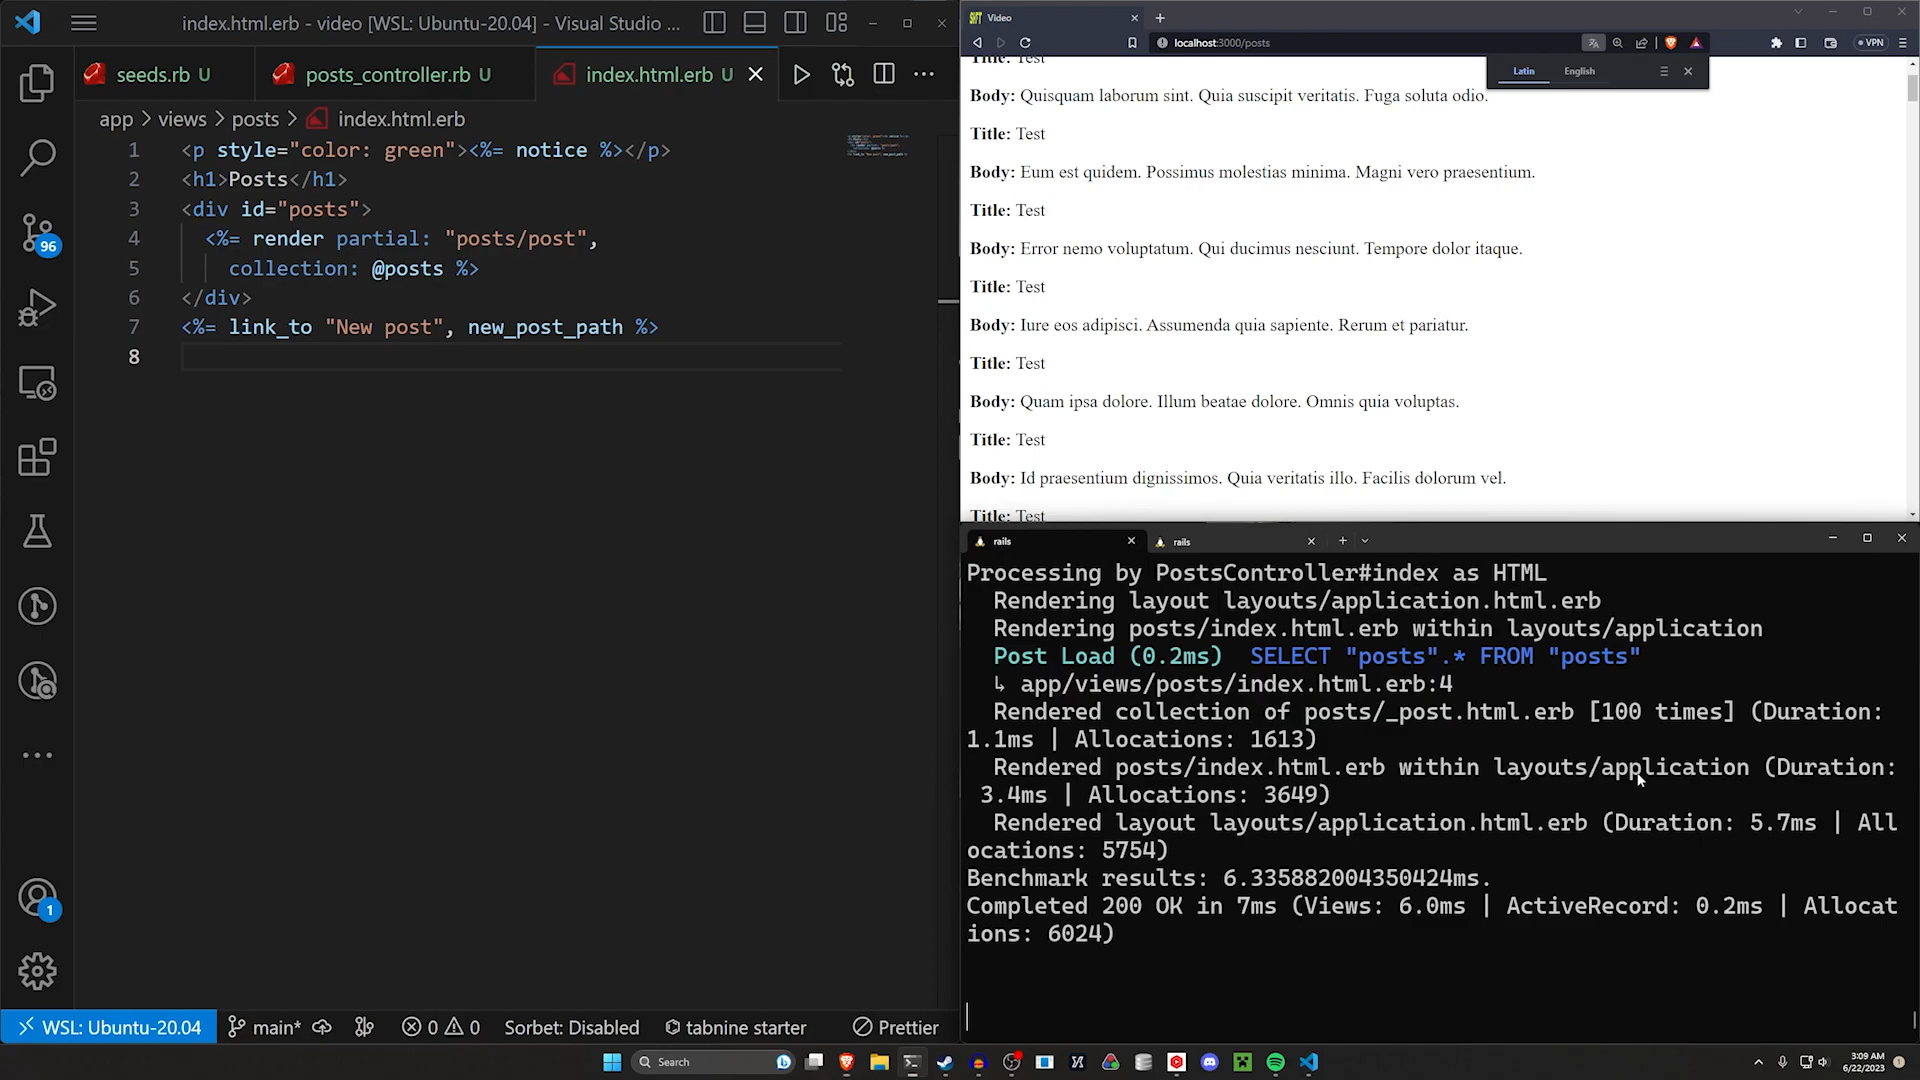 index.html.erb - video [WSL: Ubuntu-20.04] - Visual Studio ...
seeds.rb U
posts_controller.rb U
index.html.erb U
app > views > posts > index.html.erb
1 <p style="color: green"><%= notice %></p>
2 <h1>Posts</h1>
3 <div id="posts">
4 <%= render partial: "posts/post",
5 collection: @posts %>
6 </div>
7 <%= link_to "New post", new_post_path %>
8
96
1
WSL: Ubuntu-20.04
main*
0 0
Sorbet: Disabled
tabnine starter
Prettier
Video
localhost:3000/posts
VPN
Latin
English
Title: Test
Body: Quisquam laborum sint. Quia suscipit veritatis. Fuga soluta odio.
Title: Test
Body: Eum est quidem. Possimus molestias minima. Magni vero praesentium.
Title: Test
Body: Error nemo voluptatum. Qui ducimus nesciunt. Tempore dolor itaque.
Title: Test
Body: Iure eos adipisci. Assumenda quia sapiente. Rerum et pariatur.
Title: Test
Body: Quam ipsa dolore. Illum beatae dolore. Omnis quia voluptas.
Title: Test
Body: Id praesentium dignissimos. Quia veritatis illo. Facilis dolorum vel.
Title: Test
rails
rails
Processing by PostsController#index as HTML
Rendering layout layouts/application.html.erb
Rendering posts/index.html.erb within layouts/application
Post Load (0.2ms) SELECT "posts".* FROM "posts"
↳ app/views/posts/index.html.erb:4
Rendered collection of posts/_post.html.erb [100 times] (Duration:
1.1ms | Allocations: 1613)
Rendered posts/index.html.erb within layouts/application (Duration:
3.4ms | Allocations: 3649)
Rendered layout layouts/application.html.erb (Duration: 5.7ms | All
ocations: 5754)
Benchmark results: 6.335882004350424ms.
Completed 200 OK in 7ms (Views: 6.0ms | ActiveRecord: 0.2ms | Allocat
ions: 6024)
Search
3:09 AM
6/22/2023